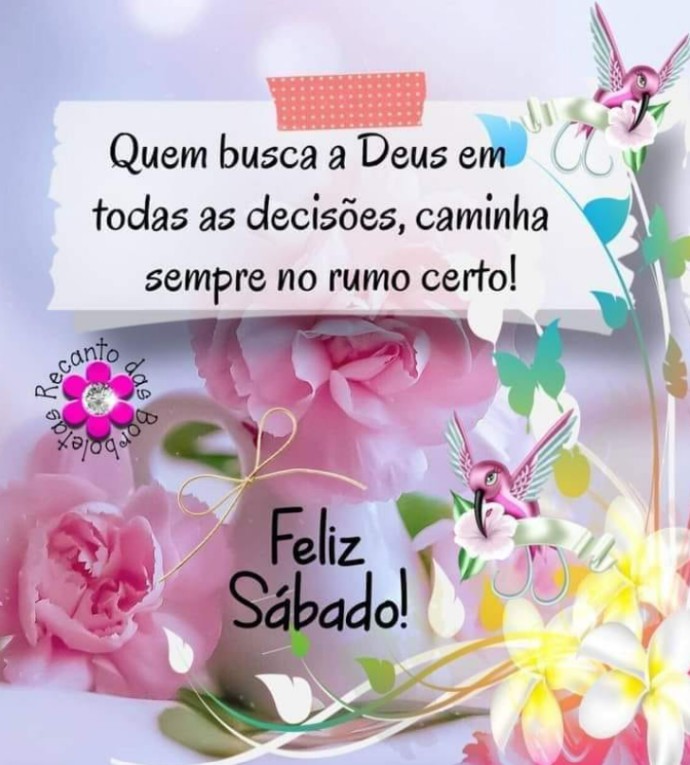 Quem busca a Deus em
todas as decisões, caminha
sempre no rumo certo!
Recanto das Borboletas
Feliz
Sábado!